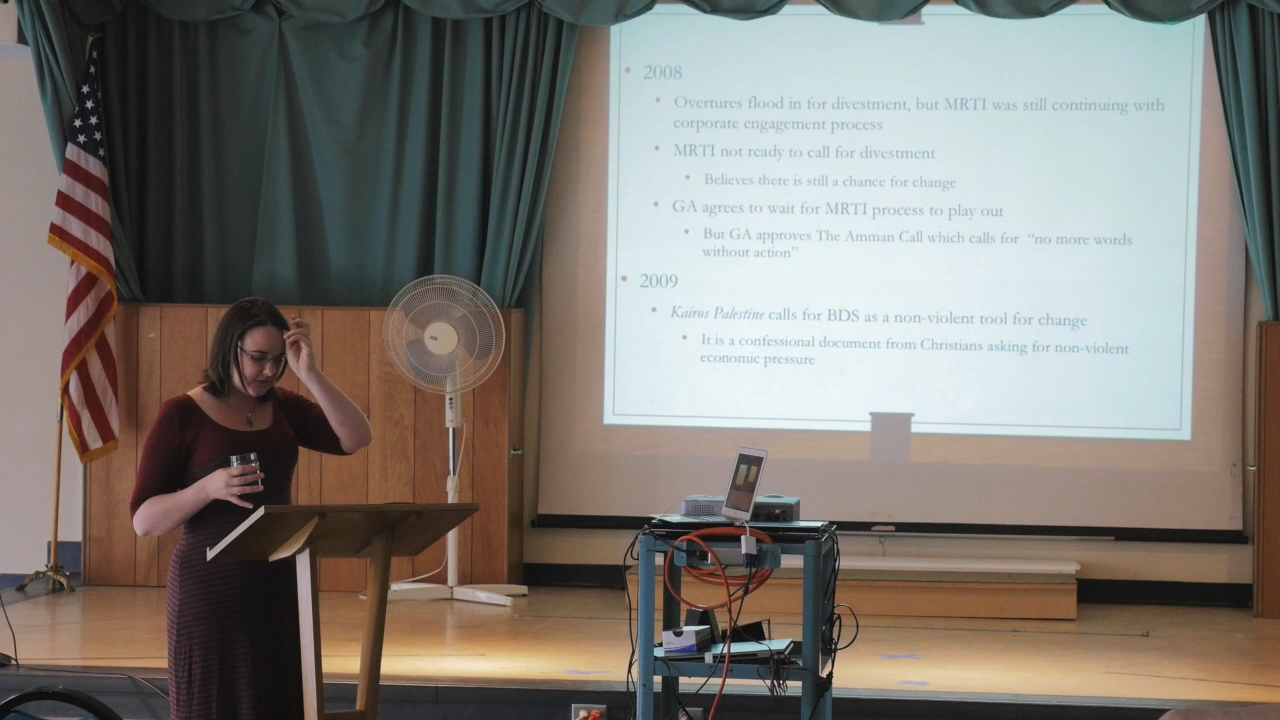 2008
Overtures flood in for divestment, but MRTI was still continuing with
corporate engagement process
MRTI not ready to call for divestment
Believes there is still a chance for change
GA agrees to wait for MRTI process to play out
But GA approves The Amman Call which calls for “no more words
without action”
2009
Kairos Palestine calls for BDS as a non-violent tool for change
It is a confessional document from Christians asking for non-violent
economic pressure